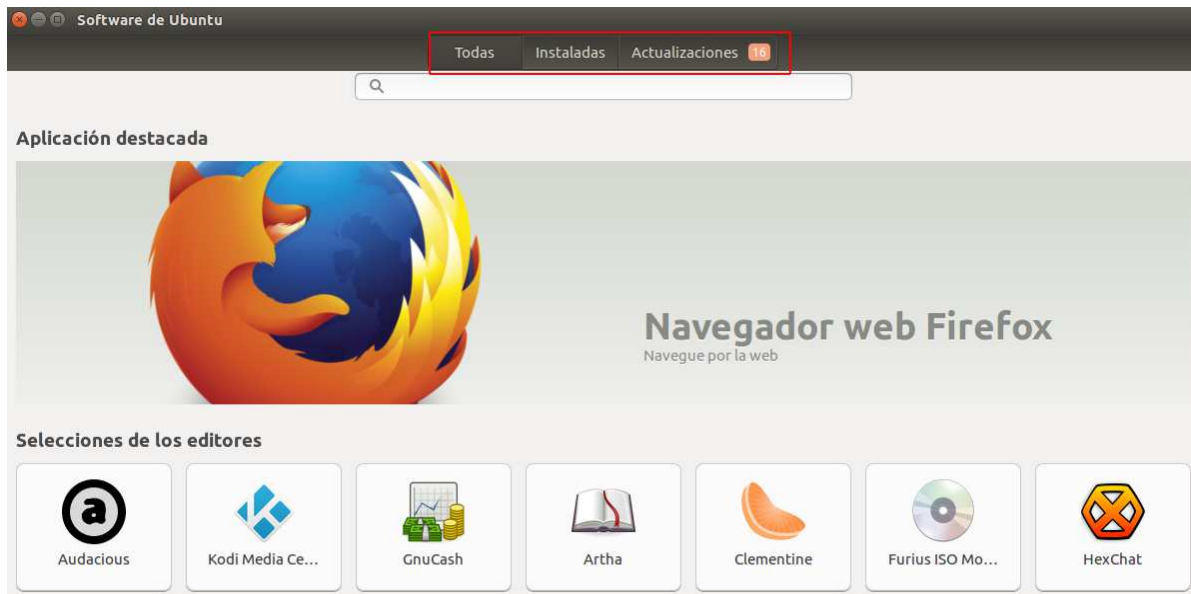 Software de Ubuntu
Todas Instaladas Actualizaciones 16
Aplicación destacada
Navegador web Firefox
Navegue por la web
Selecciones de los editores
Audacious Kodi Media Ce... GnuCash Artha Clementine Furius ISO Mo... HexChat